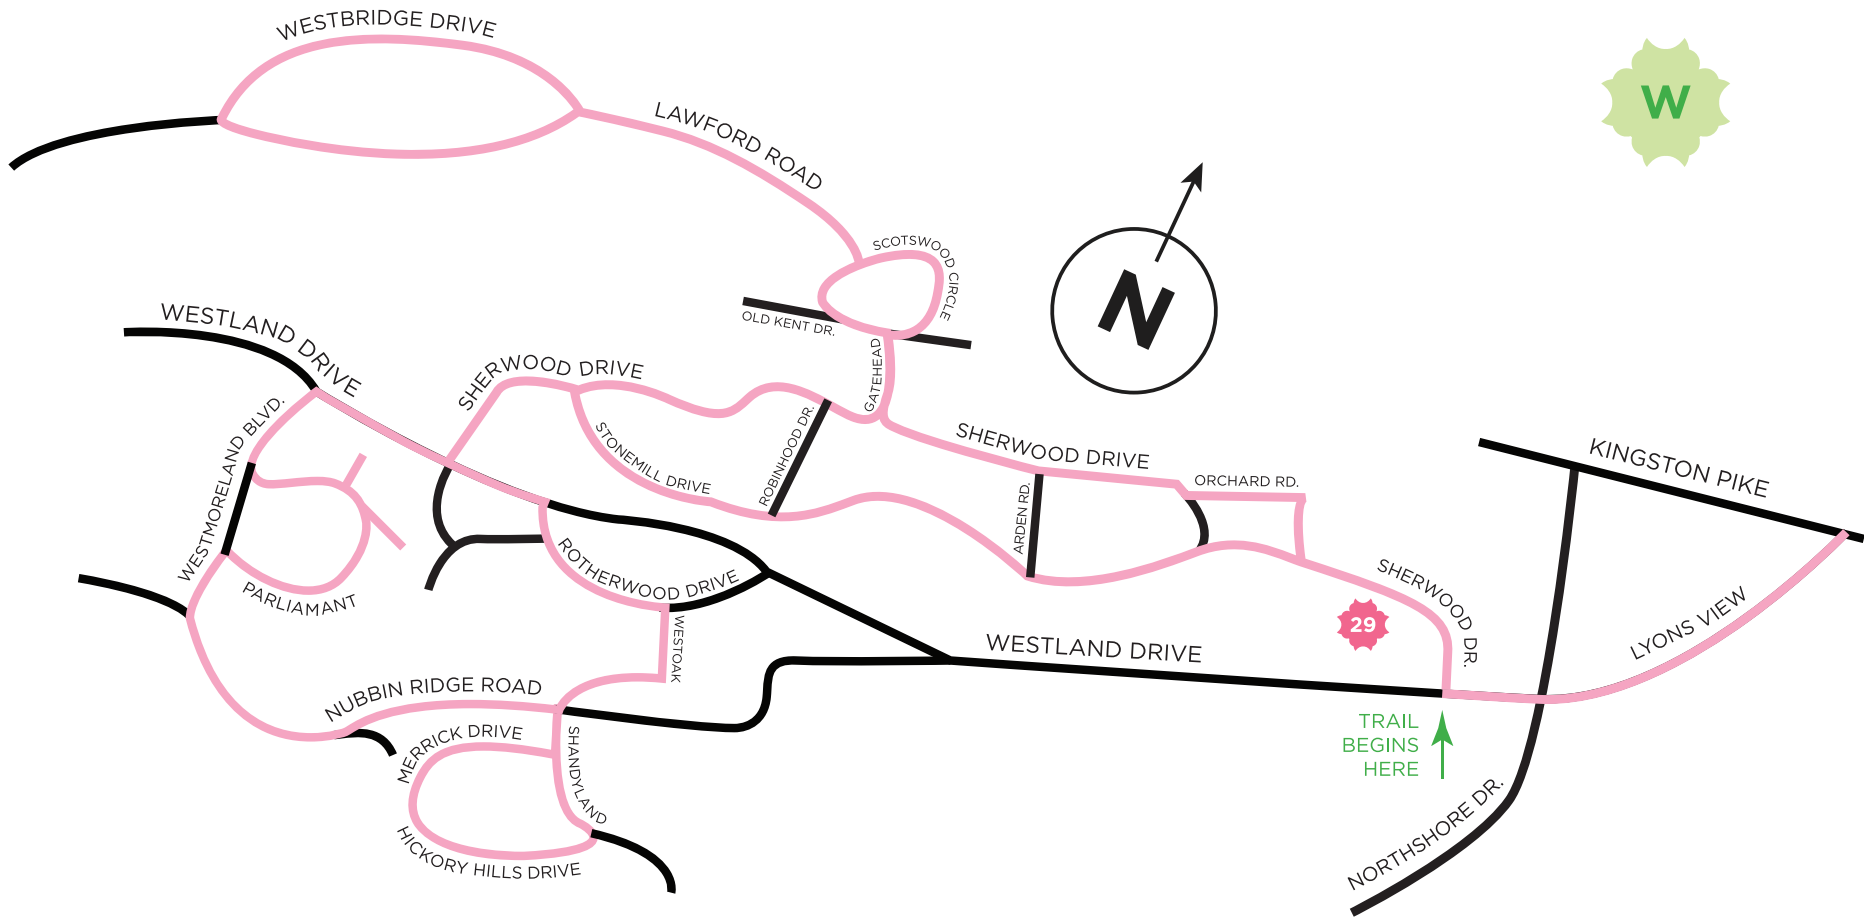 WESTBRIDGE DRIVE
LAWFORD ROAD
W
SCOTSWOOD CIRCLE
N
OLD KENT DR.
WESTLAND DRIVE
GATEHEAD
SHERWOOD DRIVE
WESTMORELAND BLVD.
STONEMILL DRIVE
ROBINHOOD DR.
SHERWOOD DRIVE
ORCHARD RD.
ARDEN RD.
KINGSTON PIKE
PARLIAMANT
ROTHERWOOD DRIVE
SHERWOOD DR.
29
LYONS VIEW
WESTOAK
WESTLAND DRIVE
NUBBIN RIDGE ROAD
MERRICK DRIVE
SHANDYLAND
TRAIL
BEGINS
HERE
HICKORY HILLS DRIVE
NORTHSHORE DR.